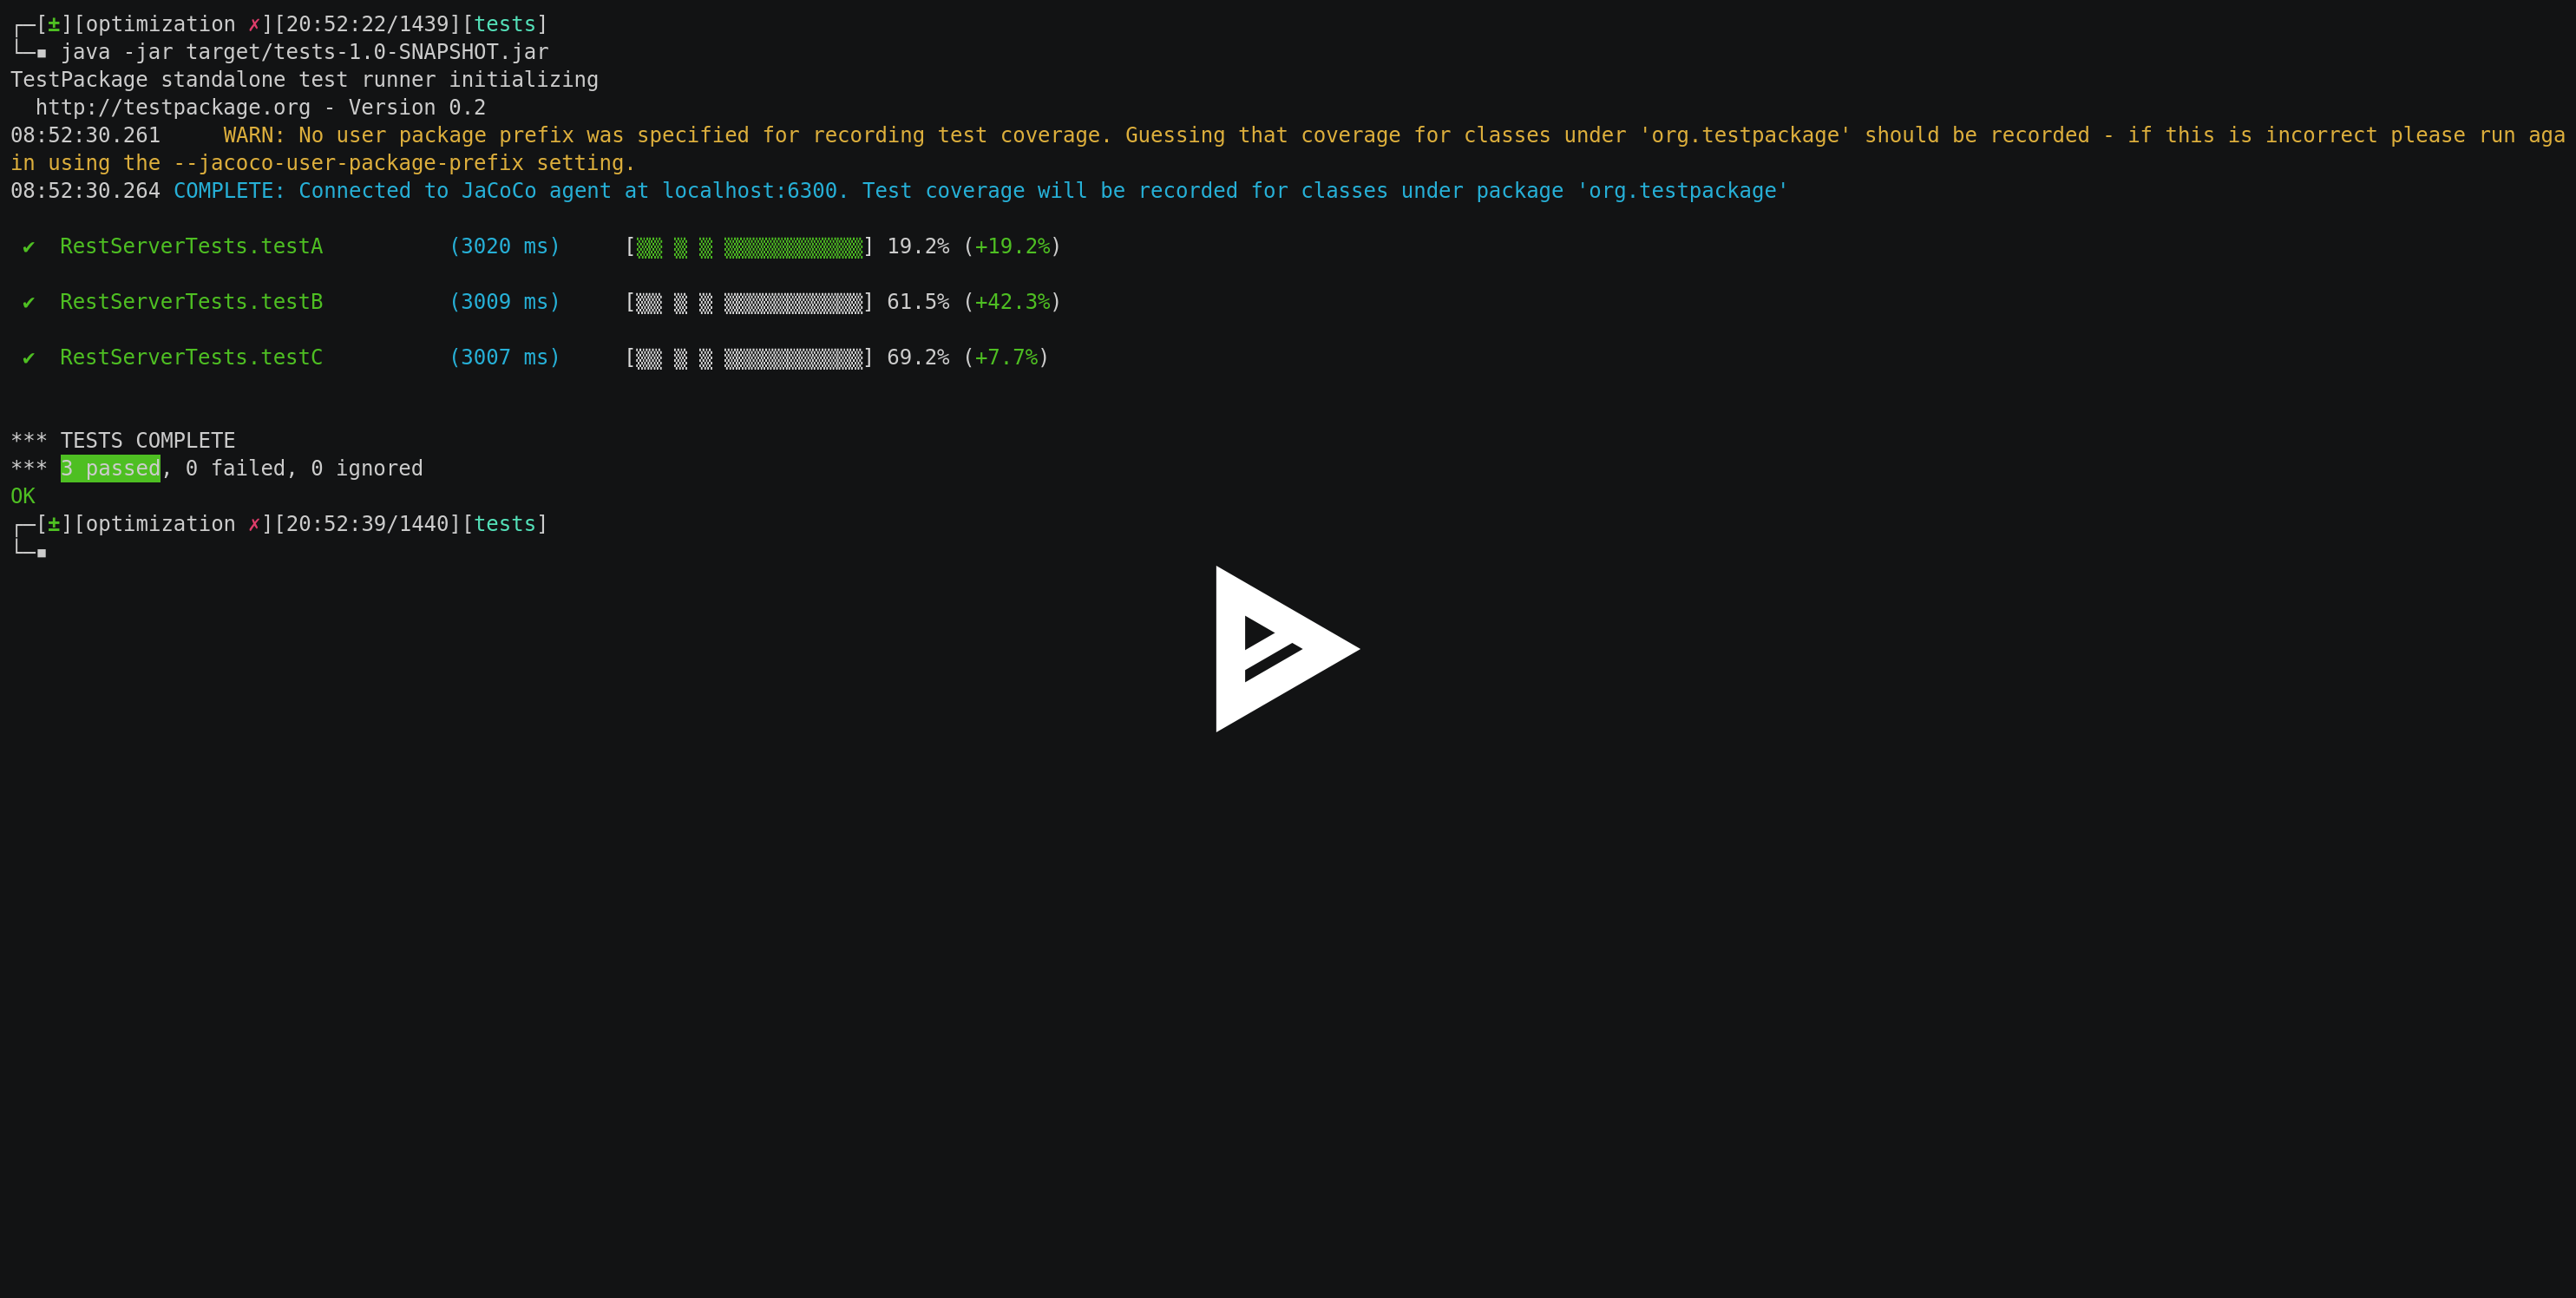 ┌─[±][optimization ✗][20:52:22/1439][tests]
└─▪ java -jar target/tests-1.0-SNAPSHOT.jar
TestPackage standalone test runner initializing
  http://testpackage.org - Version 0.2
08:52:30.261     WARN: No user package prefix was specified for recording test coverage. Guessing that coverage for classes under 'org.testpackage' should be recorded - if this is incorrect please run aga
in using the --jacoco-user-package-prefix setting.
08:52:30.264 COMPLETE: Connected to JaCoCo agent at localhost:6300. Test coverage will be recorded for classes under package 'org.testpackage'
 ✔  RestServerTests.testA          (3020 ms)     [▒▒ ▒ ▒ ▒▒▒▒▒▒▒▒▒▒▒] 19.2% (+19.2%)
 ✔  RestServerTests.testB          (3009 ms)     [▒▒ ▒ ▒ ▒▒▒▒▒▒▒▒▒▒▒] 61.5% (+42.3%)
 ✔  RestServerTests.testC          (3007 ms)     [▒▒ ▒ ▒ ▒▒▒▒▒▒▒▒▒▒▒] 69.2% (+7.7%)
*** TESTS COMPLETE
*** 3 passed, 0 failed, 0 ignored
OK
┌─[±][optimization ✗][20:52:39/1440][tests]
└─▪